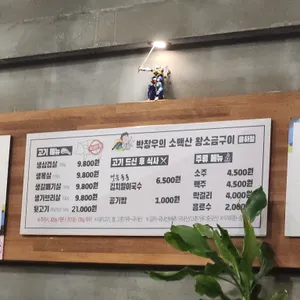 박창우의 소백산 황소금구이
고기 메뉴
생삼겹살 9.800원
생목살 9.800원
생갈매기살 9.800원
생가브리살 9.800원
뒷고기 21.000원
고기 드신 후 식사
6.500원
김치말이국수
공기밥 1.000원
주류 메뉴
소주 4.500원
맥주 4.500원
막걸리 4.000원
음료수 2.000